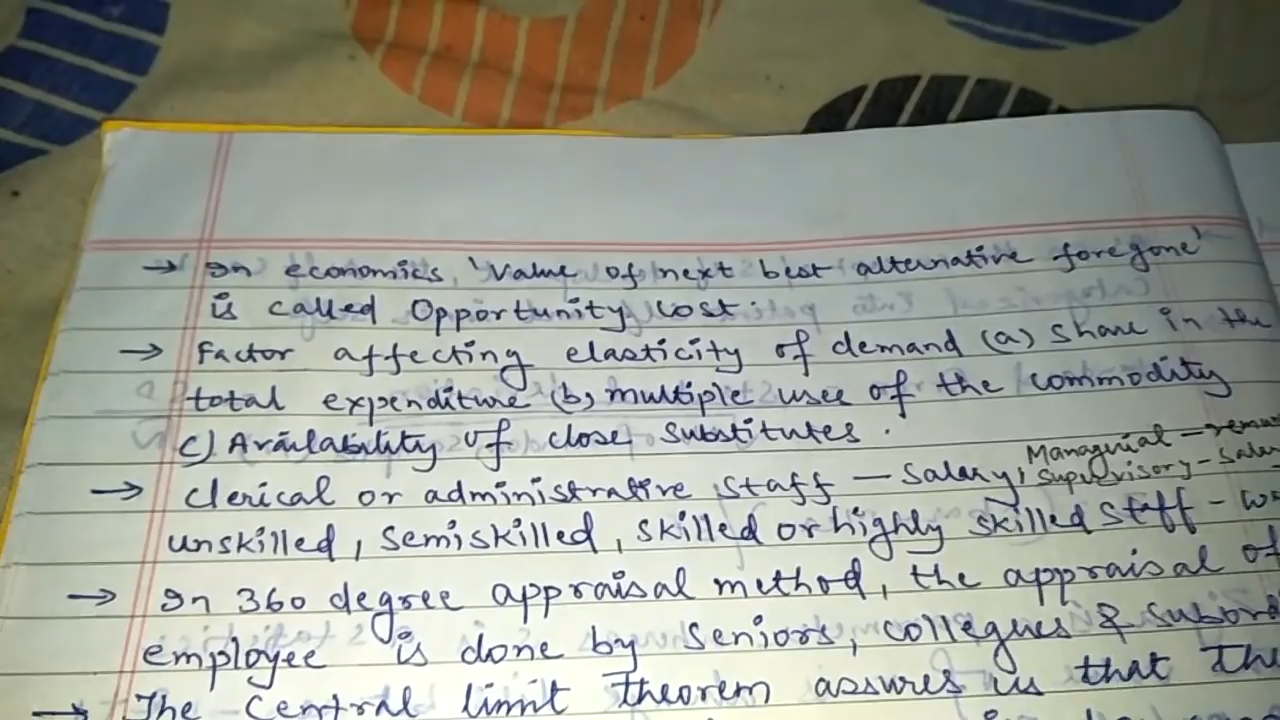 → In economics, 'Value of next best alternative foregone'
is called Opportunity cost.
→ Factor affecting elasticity of demand (a) Share in the
total expenditure (b) multiple uses of the commodity
c) Availability of close substitutes.
Managerial - remu
→ Clerical or administrative staff - Salary, Supervisory - Sala
unskilled, semiskilled, skilled or highly skilled staff - w
→ In 360 degree appraisal method, the appraisal of
employee is done by seniors, collegues & subord
→ The Central limit theorem assures us that the